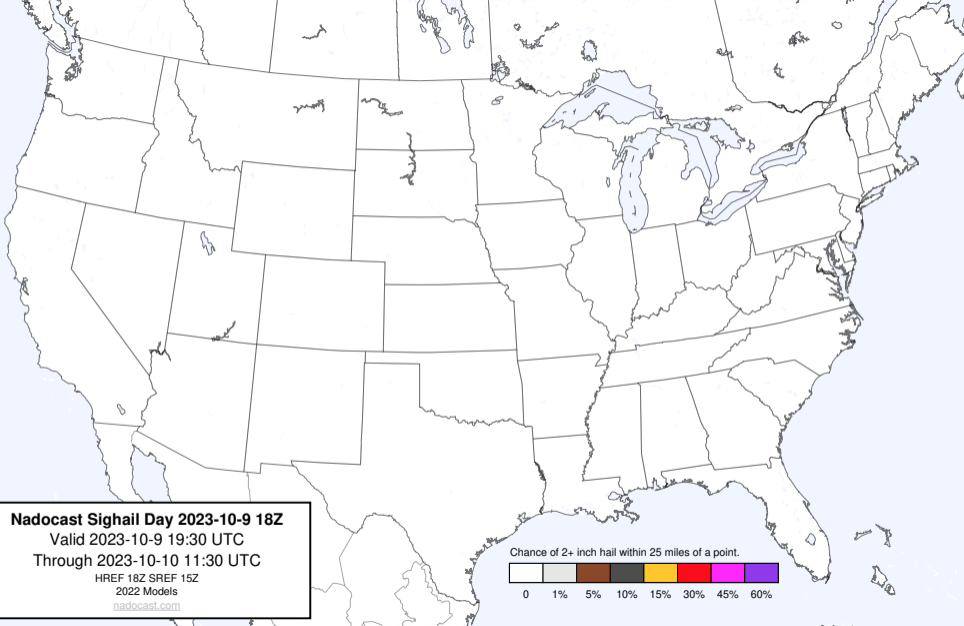 Nadocast Sighail Day 2023-10-9 18Z
Valid 2023-10-9 19:30 UTC
Through 2023-10-10 11:30 UTC
HREF 18Z SREF 15Z
2022 Models
nadocast.com
Chance of 2+ inch hail within 25 miles of a point.
0 1% 5% 10% 15% 30% 45% 60%